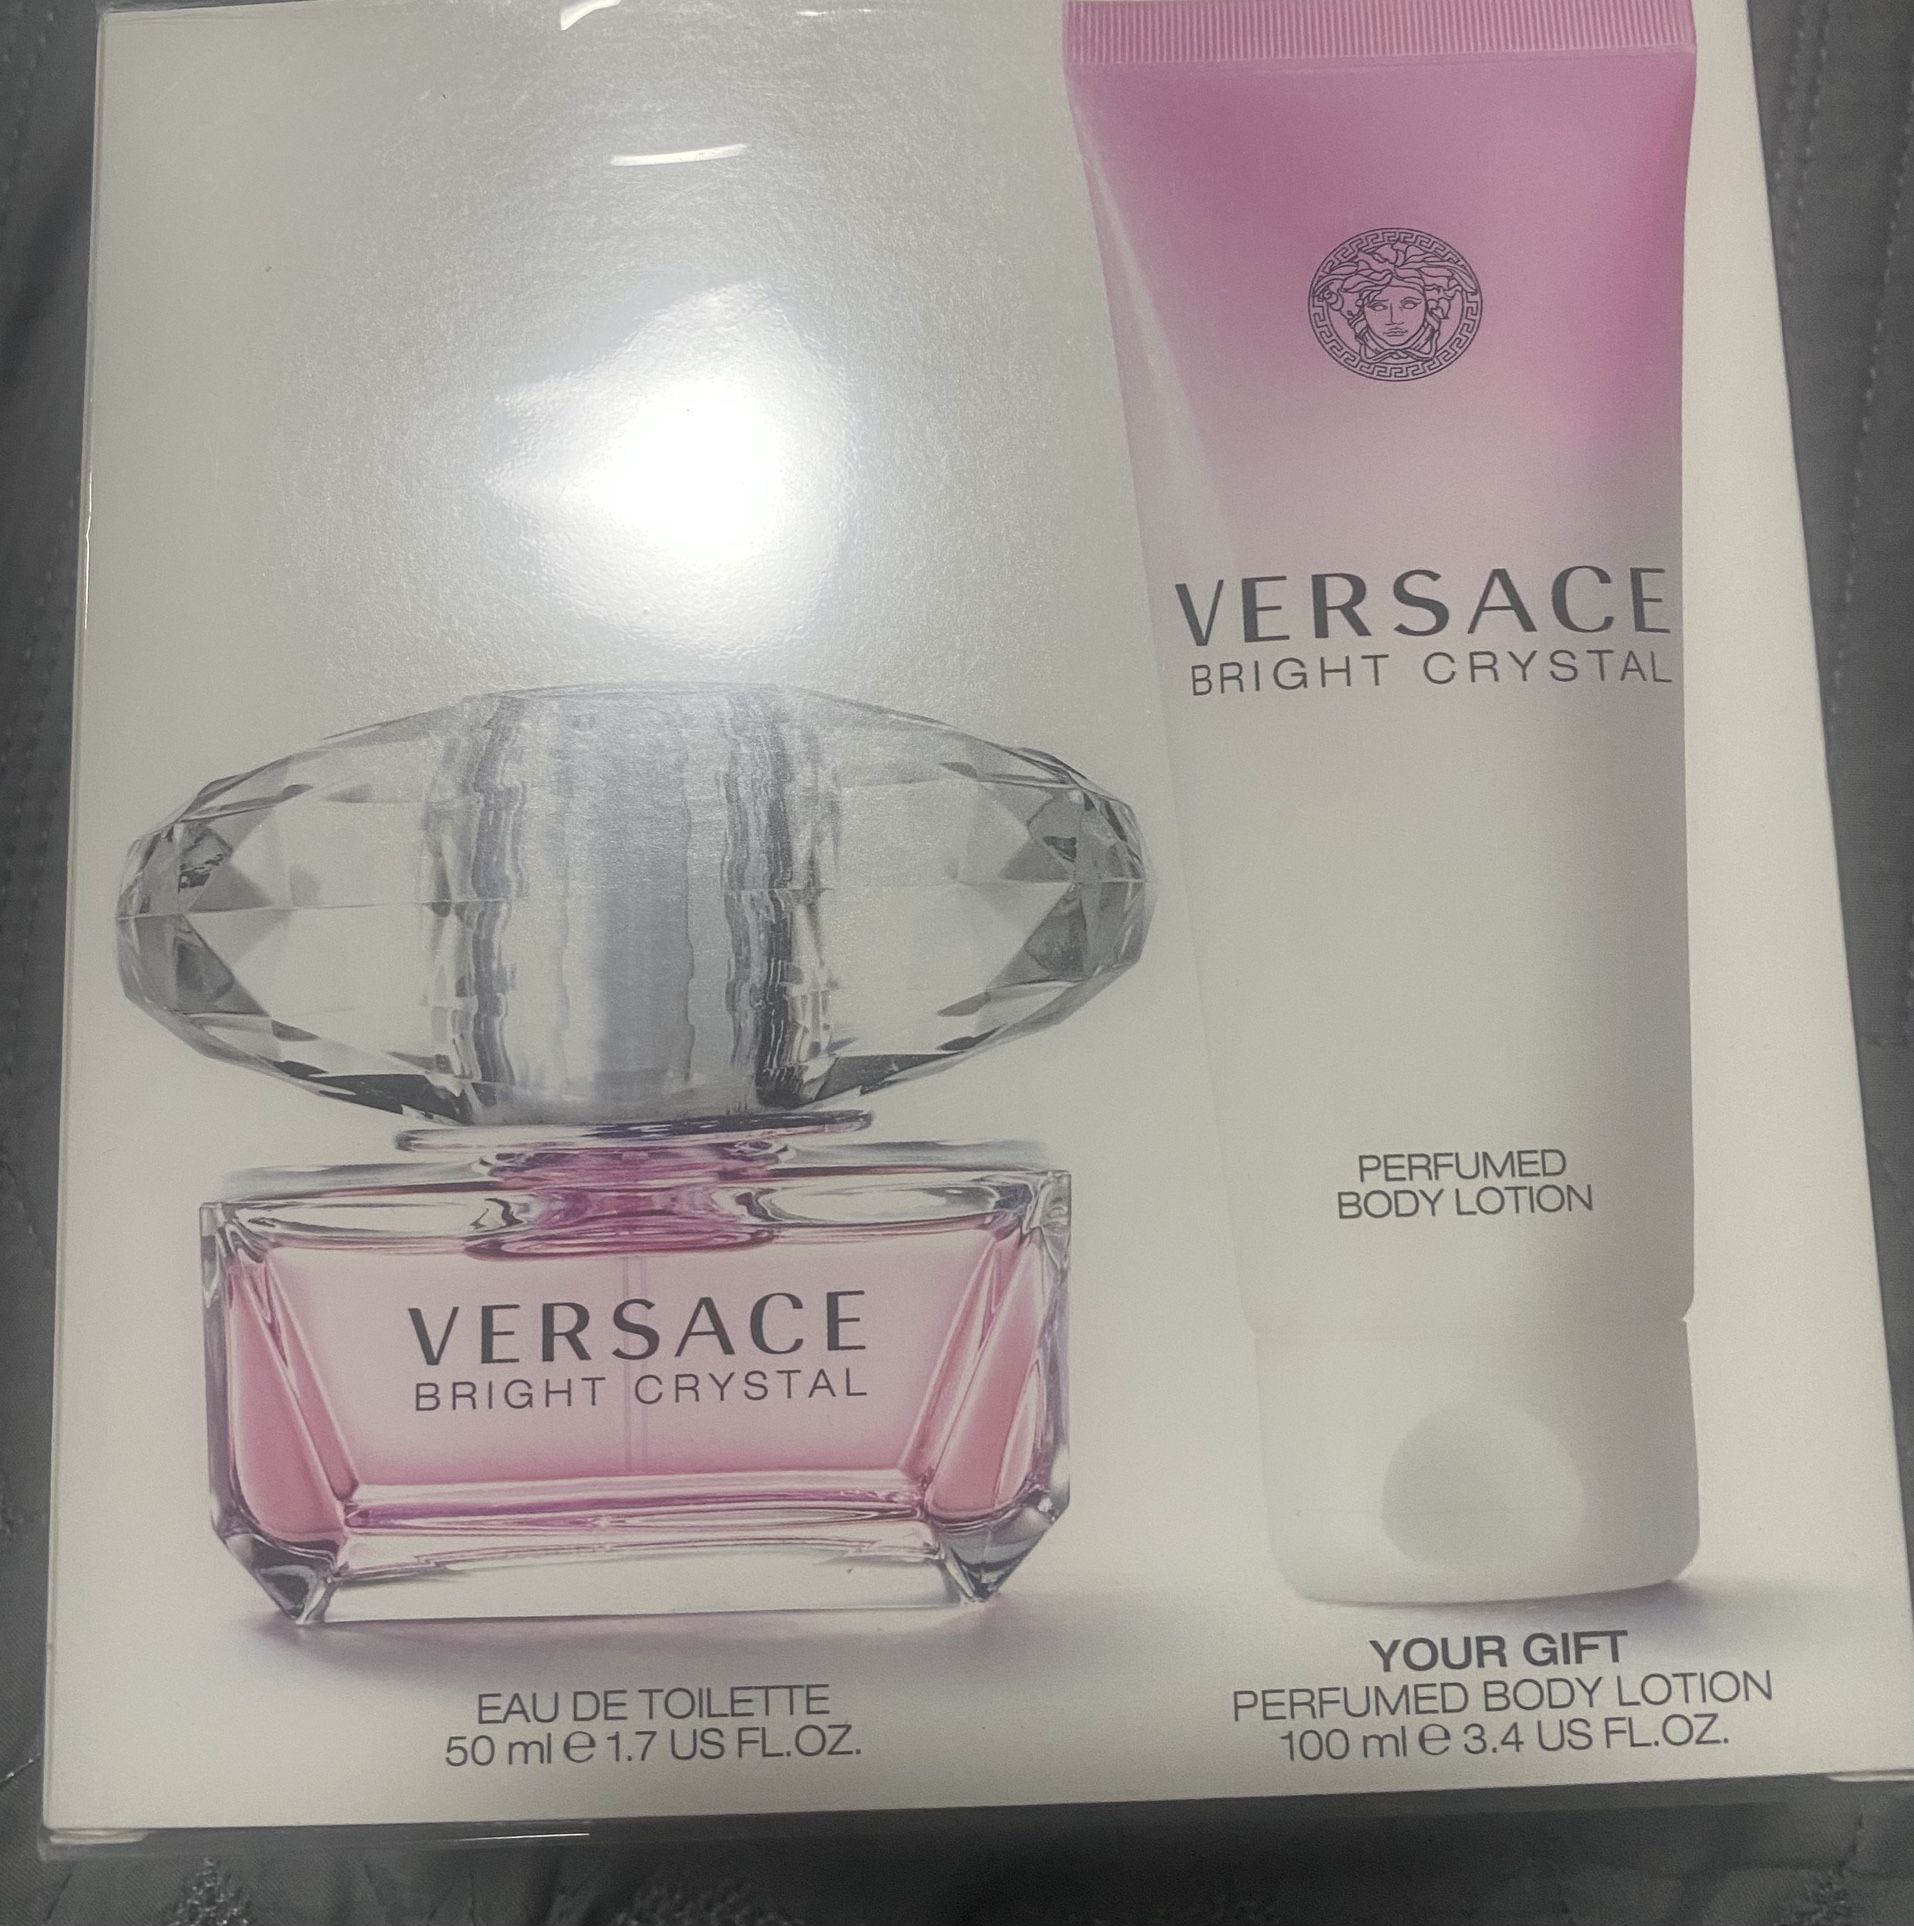 VERSACE
BRIGHT CRYSTAL
PERFUMED
BODY LOTION
VERSACE
BRIGHT CRYSTAL
EAU DE TOILETTE
50 ml ℮ 1.7 US FL.OZ.
YOUR GIFT
PERFUMED BODY LOTION
100 ml ℮ 3.4 US FL.OZ.